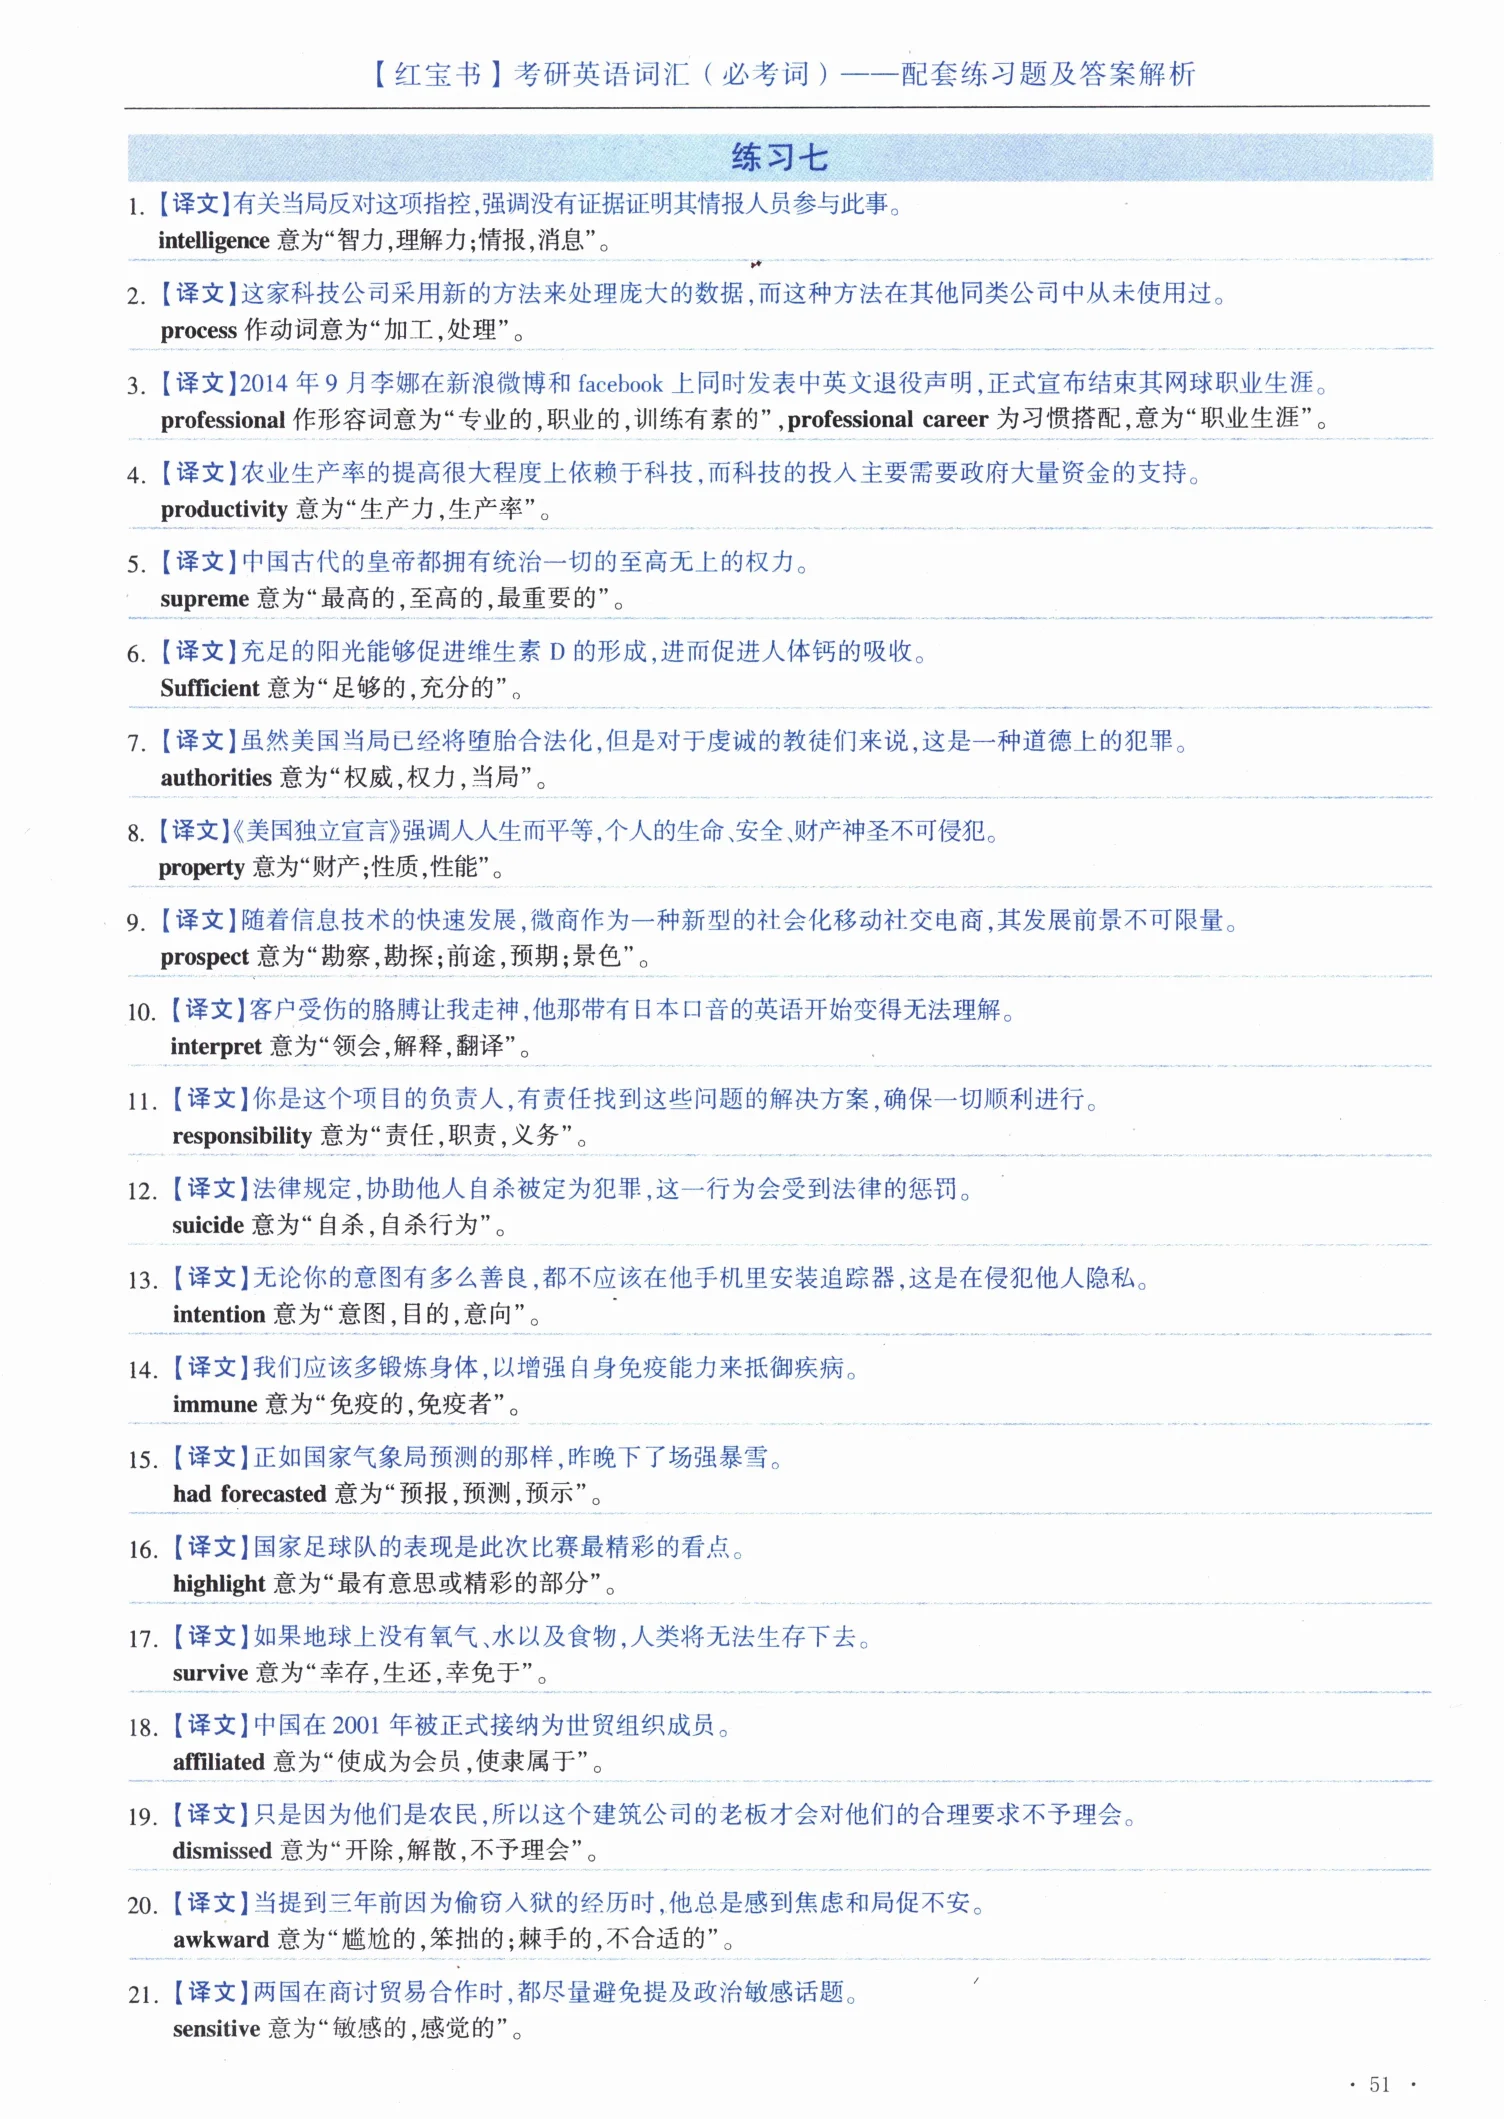 【红宝书】考研英语词汇（必考词）——配套练习题及答案解析
练习七
1. 【译文】有关当局反对这项指控,强调没有证据证明其情报人员参与此事。
intelligence 意为“智力,理解力;情报,消息”。
2. 【译文】这家科技公司采用新的方法来处理庞大的数据,而这种方法在其他同类公司中从未使用过。
process 作动词意为“加工,处理”。
3. 【译文】2014 年 9 月李娜在新浪微博和 facebook 上同时发表中英文退役声明,正式宣布结束其网球职业生涯。
professional 作形容词意为“专业的,职业的,训练有素的”,professional career 为习惯搭配,意为“职业生涯”。
4. 【译文】农业生产率的提高很大程度上依赖于科技,而科技的投入主要需要政府大量资金的支持。
productivity 意为“生产力,生产率”。
5. 【译文】中国古代的皇帝都拥有统治一切的至高无上的权力。
supreme 意为“最高的,至高的,最重要的”。
6. 【译文】充足的阳光能够促进维生素 D 的形成,进而促进人体钙的吸收。
Sufficient 意为“足够的,充分的”。
7. 【译文】虽然美国当局已经将堕胎合法化,但是对于虔诚的教徒们来说,这是一种道德上的犯罪。
authorities 意为“权威,权力,当局”。
8. 【译文】《美国独立宣言》强调人人生而平等,个人的生命、安全、财产神圣不可侵犯。
property 意为“财产;性质,性能”。
9. 【译文】随着信息技术的快速发展,微商作为一种新型的社会化移动社交电商,其发展前景不可限量。
prospect 意为“勘察,勘探;前途,预期;景色”。
10. 【译文】客户受伤的胳膊让我走神,他那带有日本口音的英语开始变得无法理解。
interpret 意为“领会,解释,翻译”。
11. 【译文】你是这个项目的负责人,有责任找到这些问题的解决方案,确保一切顺利进行。
responsibility 意为“责任,职责,义务”。
12. 【译文】法律规定,协助他人自杀被定为犯罪,这一行为会受到法律的惩罚。
suicide 意为“自杀,自杀行为”。
13. 【译文】无论你的意图有多么善良,都不应该在他手机里安装追踪器,这是在侵犯他人隐私。
intention 意为“意图,目的,意向”。
14. 【译文】我们应该多锻炼身体,以增强自身免疫能力来抵御疾病。
immune 意为“免疫的,免疫者”。
15. 【译文】正如国家气象局预测的那样,昨晚下了场强暴雪。
had forecasted 意为“预报,预测,预示”。
16. 【译文】国家足球队的表现是此次比赛最精彩的看点。
highlight 意为“最有意思或精彩的部分”。
17. 【译文】如果地球上没有氧气、水以及食物,人类将无法生存下去。
survive 意为“幸存,生还,幸免于”。
18. 【译文】中国在 2001 年被正式接纳为世贸组织成员。
affiliated 意为“使成为会员,使隶属于”。
19. 【译文】只是因为他们是农民,所以这个建筑公司的老板才会对他们的合理要求不予理会。
dismissed 意为“开除,解散,不予理会”。
20. 【译文】当提到三年前因为偷窃入狱的经历时,他总是感到焦虑和局促不安。
awkward 意为“尴尬的,笨拙的;棘手的,不合适的”。
21. 【译文】两国在商讨贸易合作时,都尽量避免提及政治敏感话题。
sensitive 意为“敏感的,感觉的”。
· 51 ·